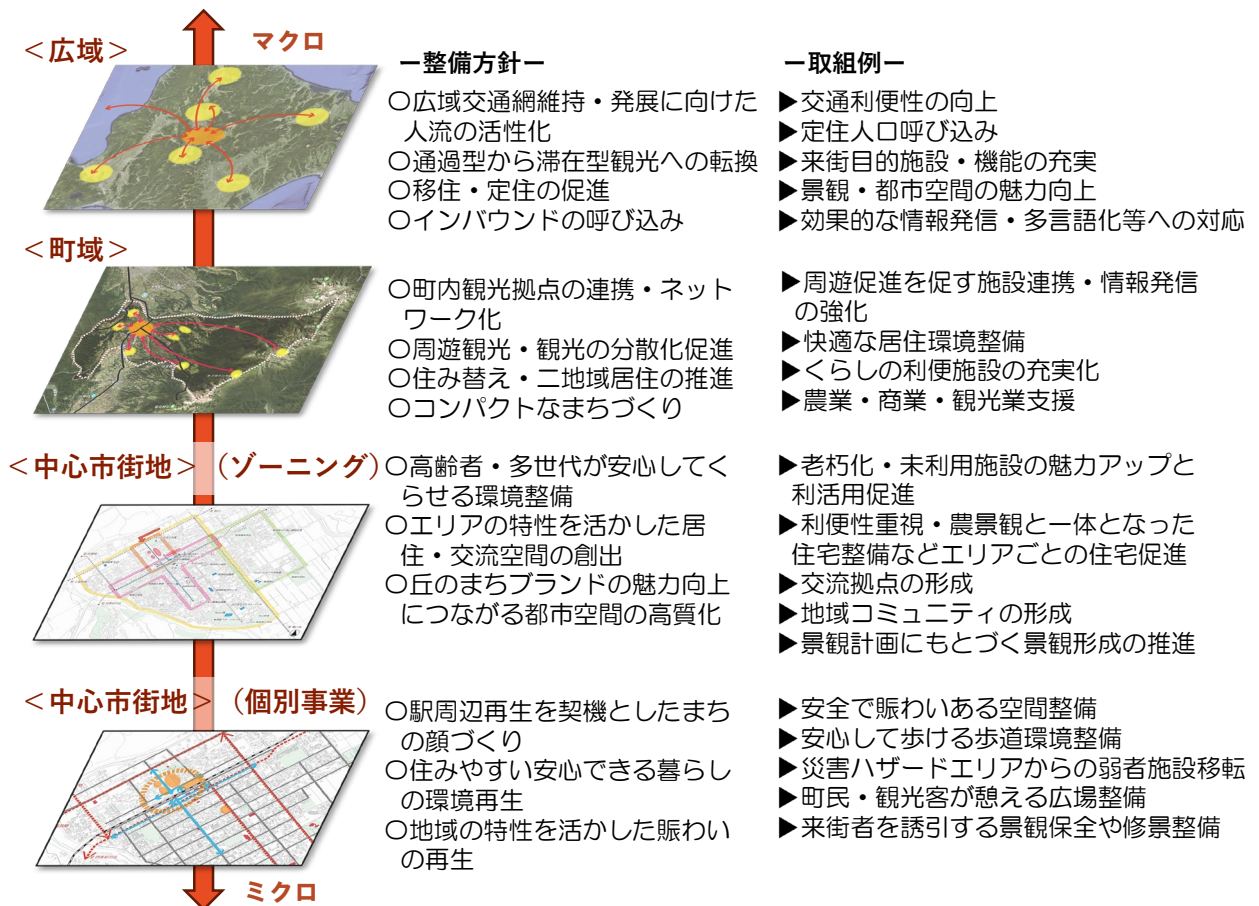 マクロ
＜広域＞
ー整備方針ー
〇広域交通網維持・発展に向けた
人流の活性化
〇通過型から滞在型観光への転換
〇移住・定住の促進
〇インバウンドの呼び込み
ー取組例ー
▶交通利便性の向上
▶定住人口呼び込み
▶来街目的施設・機能の充実
▶景観・都市空間の魅力向上
▶効果的な情報発信・多言語化等への対応
＜町域＞
〇町内観光拠点の連携・ネット
ワーク化
〇周遊観光・観光の分散化促進
〇住み替え・二地域居住の推進
〇コンパクトなまちづくり
▶周遊促進を促す施設連携・情報発信
の強化
▶快適な居住環境整備
▶くらしの利便施設の充実化
▶農業・商業・観光業支援
＜中心市街地＞（ゾーニング）
〇高齢者・多世代が安心してく
らせる環境整備
〇エリアの特性を活かした居
住・交流空間の創出
〇丘のまちブランドの魅力向上
につながる都市空間の高質化
▶老朽化・未利用施設の魅力アップと
利活用促進
▶利便性重視・農景観と一体となった
住宅整備などエリアごとの住宅促進
▶交流拠点の形成
▶地域コミュニティの形成
▶景観計画にもとづく景観形成の推進
＜中心市街地＞（個別事業）
〇駅周辺再生を契機としたまち
の顔づくり
〇住みやすい安心できる暮らし
の環境再生
〇地域の特性を活かした賑わい
の再生
▶安全で賑わいある空間整備
▶安心して歩ける歩道環境整備
▶災害ハザードエリアからの弱者施設移転
▶町民・観光客が憩える広場整備
▶来街者を誘引する景観保全や修景整備
ミクロ